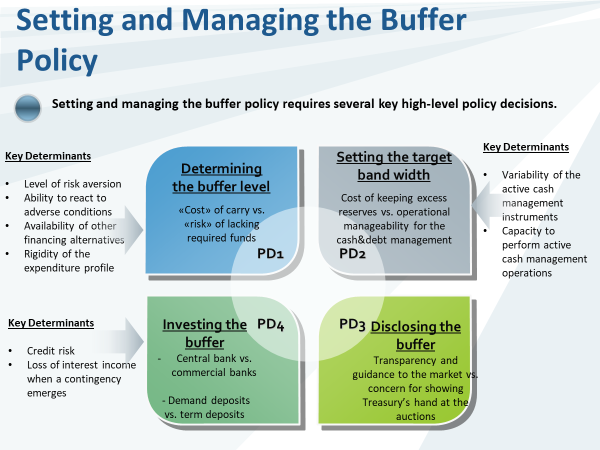 Setting and Managing the Buffer
Policy
Setting and managing the buffer policy requires several key high-level policy decisions.
Key Determinants
• Level of risk aversion
• Ability to react to
adverse conditions
• Availability of other
financing alternatives
• Rigidity of the
expenditure profile
Determining
the buffer level
«Cost» of carry vs.
«risk» of lacking
required funds
PD1
Setting the target
band width
Cost of keeping excess
reserves vs. operational
manageability for the
cash&debt management
PD2
Key Determinants
• Variability of the
active cash
management
instruments
• Capacity to
perform active
cash management
operations
Key Determinants
• Credit risk
• Loss of interest income
when a contingency
emerges
Investing the
buffer
PD4
- Central bank vs.
commercial banks
- Demand deposits
vs. term deposits
PD3
Disclosing the
buffer
Transparency and
guidance to the market vs.
concern for showing
Treasury's hand at the
auctions